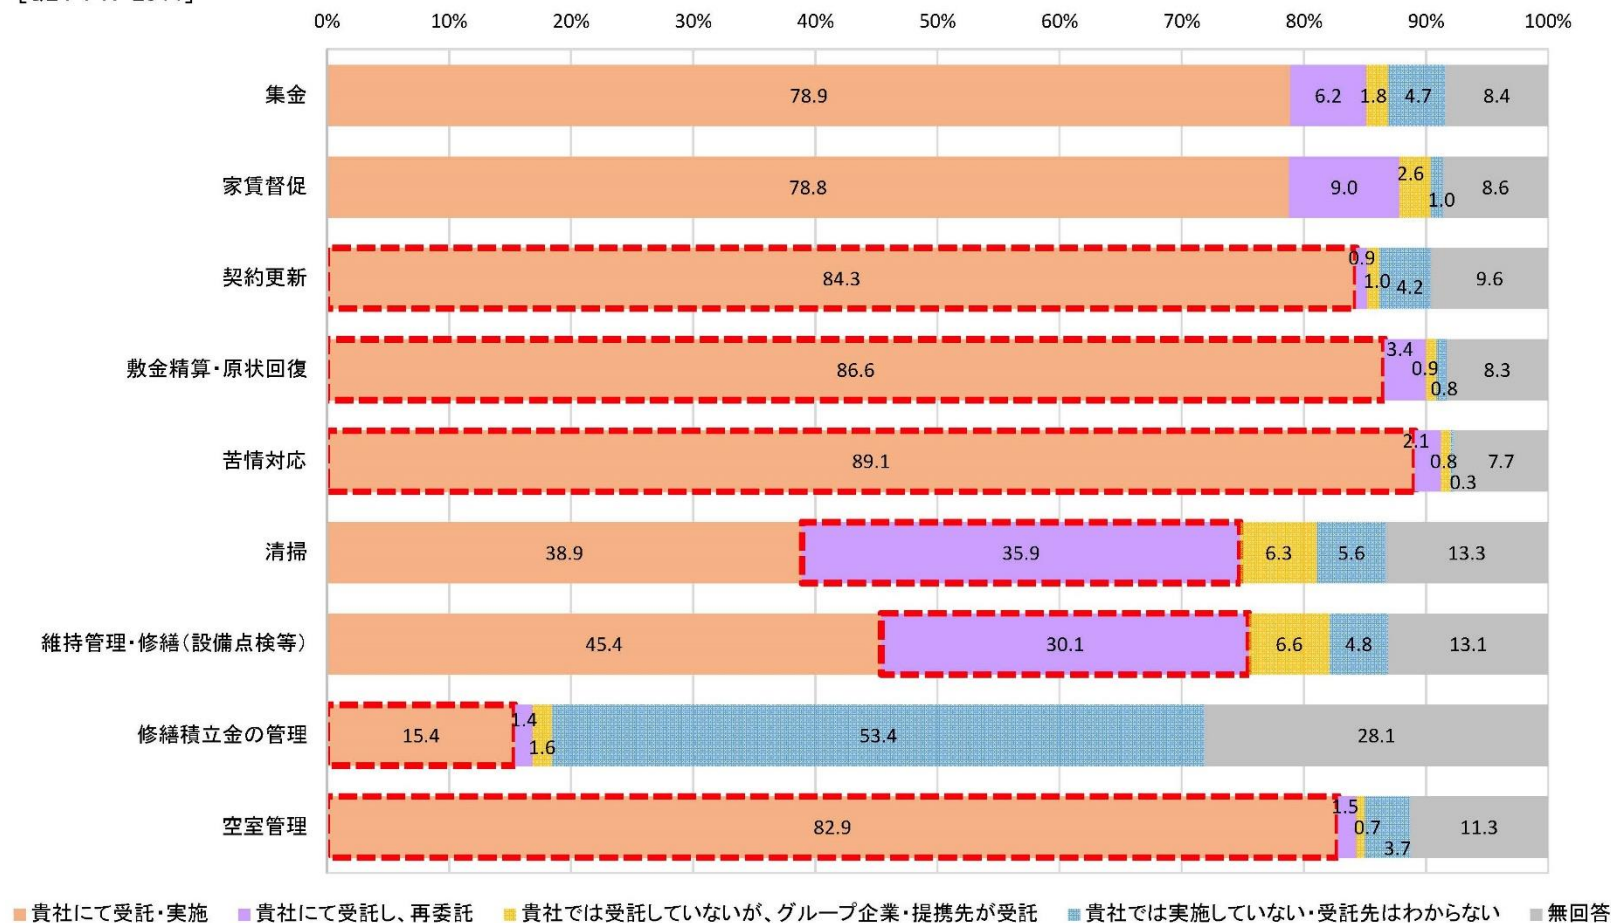 0% 10% 20% 30% 40% 50% 60% 70% 80% 90% 100%
集金 78.9 6.2 1.8 4.7 8.4
家賃督促 78.8 9.0 2.6 1.0 8.6
契約更新 84.3 0.9 1.0 4.2 9.6
敷金精算・原状回復 86.6 3.4 0.9 0.8 8.3
苦情対応 89.1 2.1 0.8 0.3 7.7
清掃 38.9 35.9 6.3 5.6 13.3
維持管理・修繕（設備点検等） 45.4 30.1 6.6 4.8 13.1
修繕積立金の管理 15.4 1.4 1.6 53.4 28.1
空室管理 82.9 1.5 0.7 3.7 11.3
貴社にて受託・実施 貴社にて受託し、再委託 貴社では受託していないが、グループ企業・提携先が受託 貴社では実施していない・受託先はわからない 無回答